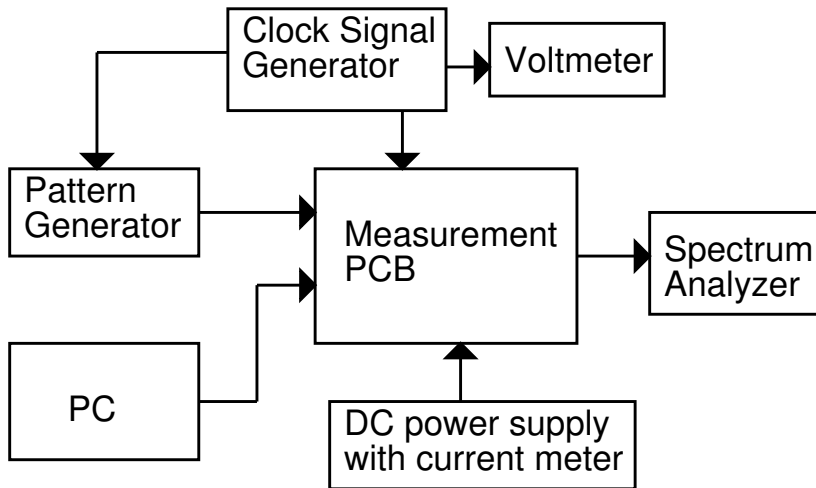 Clock Signal
Generator
Voltmeter
Pattern
Generator
Measurement
PCB
Spectrum
Analyzer
PC
DC power supply
with current meter